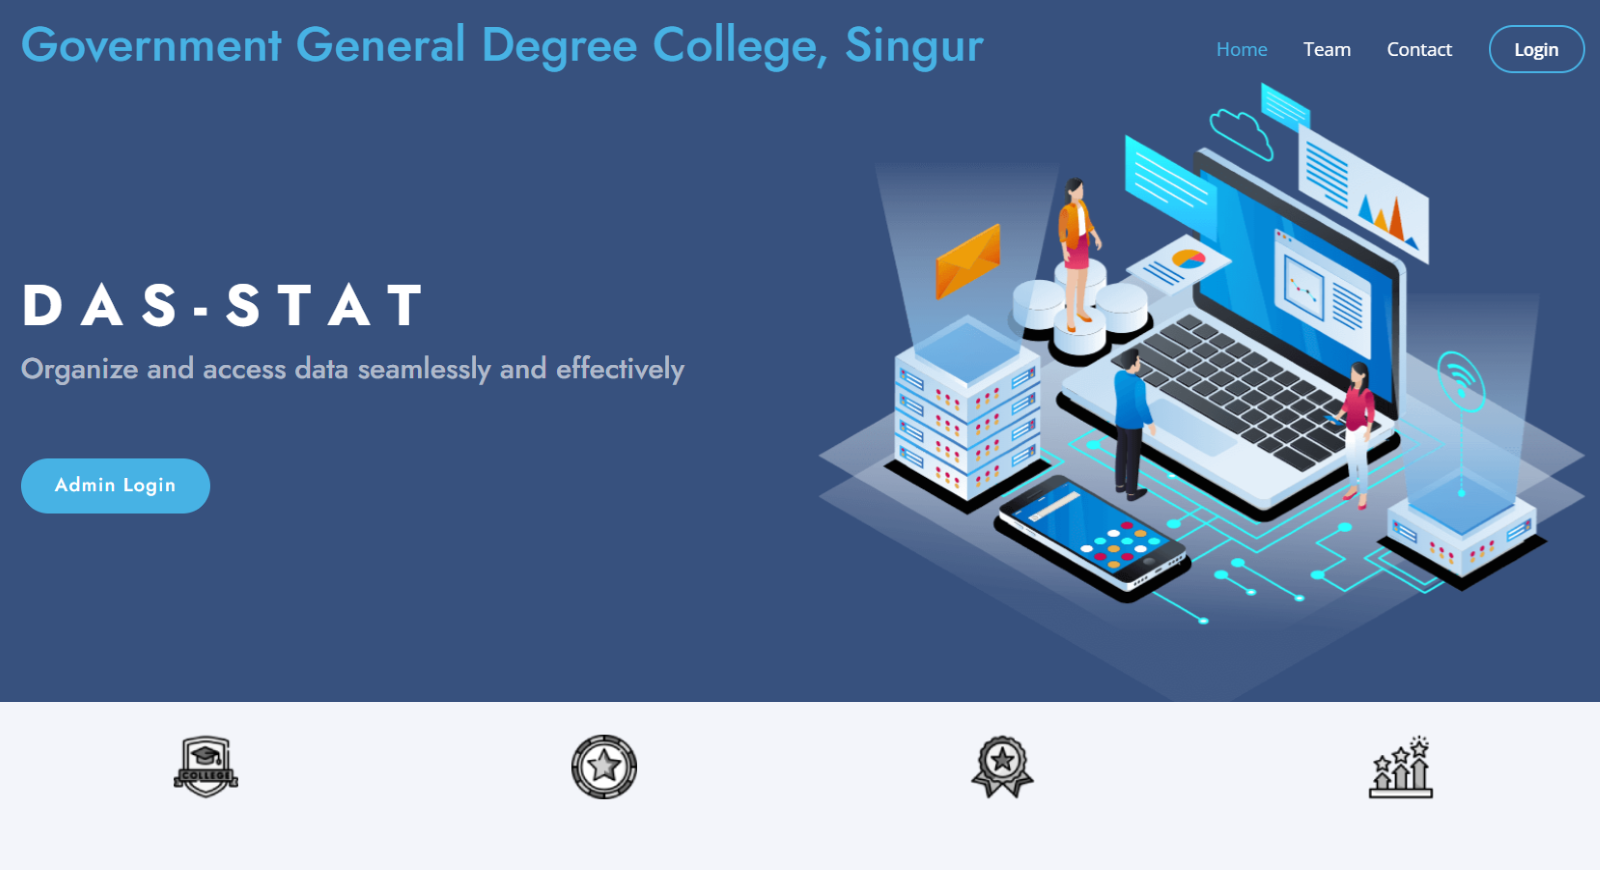 Government General Degree College, Singur
Home
Team
Contact
Login
DAS-STAT
Organize and access data seamlessly and effectively
Admin Login
COLLEGE